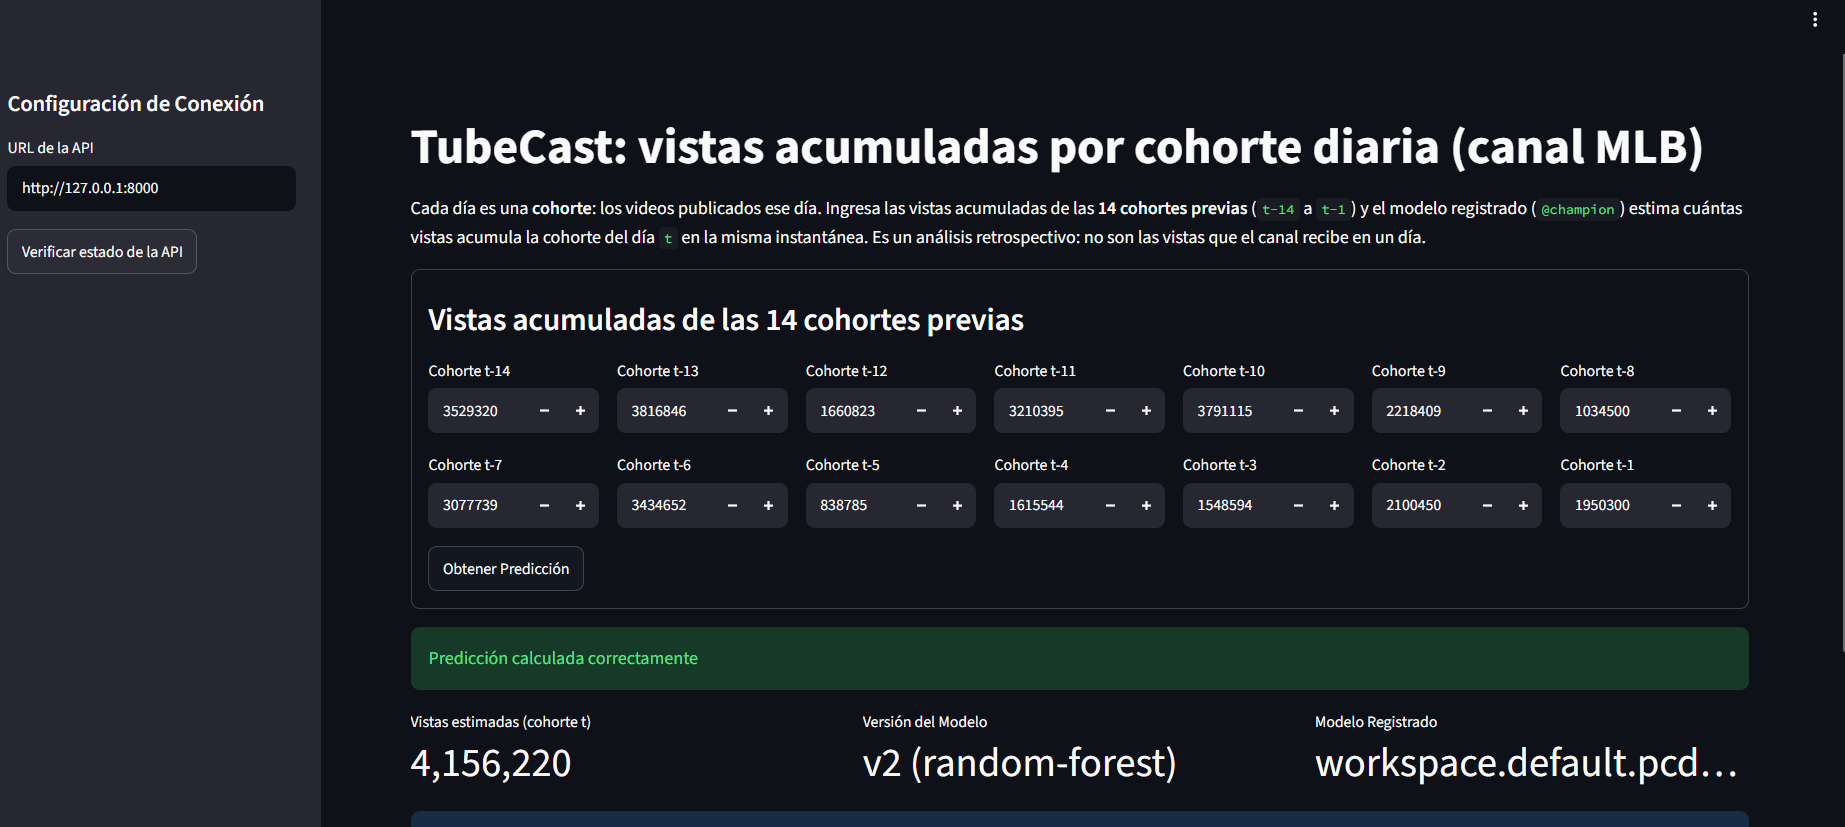 Configuración de Conexión
URL de la API
http://127.0.0.1:8000
Verificar estado de la API
TubeCast: vistas acumuladas por cohorte diaria (canal MLB)
Cada día es una cohorte: los videos publicados ese día. Ingresa las vistas acumuladas de las 14 cohortes previas ( t-14 a t-1 ) y el modelo registrado ( @champion ) estima cuántas
vistas acumula la cohorte del día t en la misma instantánea. Es un análisis retrospectivo: no son las vistas que el canal recibe en un día.
Vistas acumuladas de las 14 cohortes previas
Cohorte t-14 Cohorte t-13 Cohorte t-12 Cohorte t-11 Cohorte t-10 Cohorte t-9 Cohorte t-8
3529320 − + 3816846 − + 1660823 − + 3210395 − + 3791115 − + 2218409 − + 1034500 − +
Cohorte t-7 Cohorte t-6 Cohorte t-5 Cohorte t-4 Cohorte t-3 Cohorte t-2 Cohorte t-1
3077739 − + 3434652 − + 838785 − + 1615544 − + 1548594 − + 2100450 − + 1950300 − +
Obtener Predicción
Predicción calculada correctamente
Vistas estimadas (cohorte t) Versión del Modelo Modelo Registrado
4,156,220 v2 (random-forest) workspace.default.pcd…